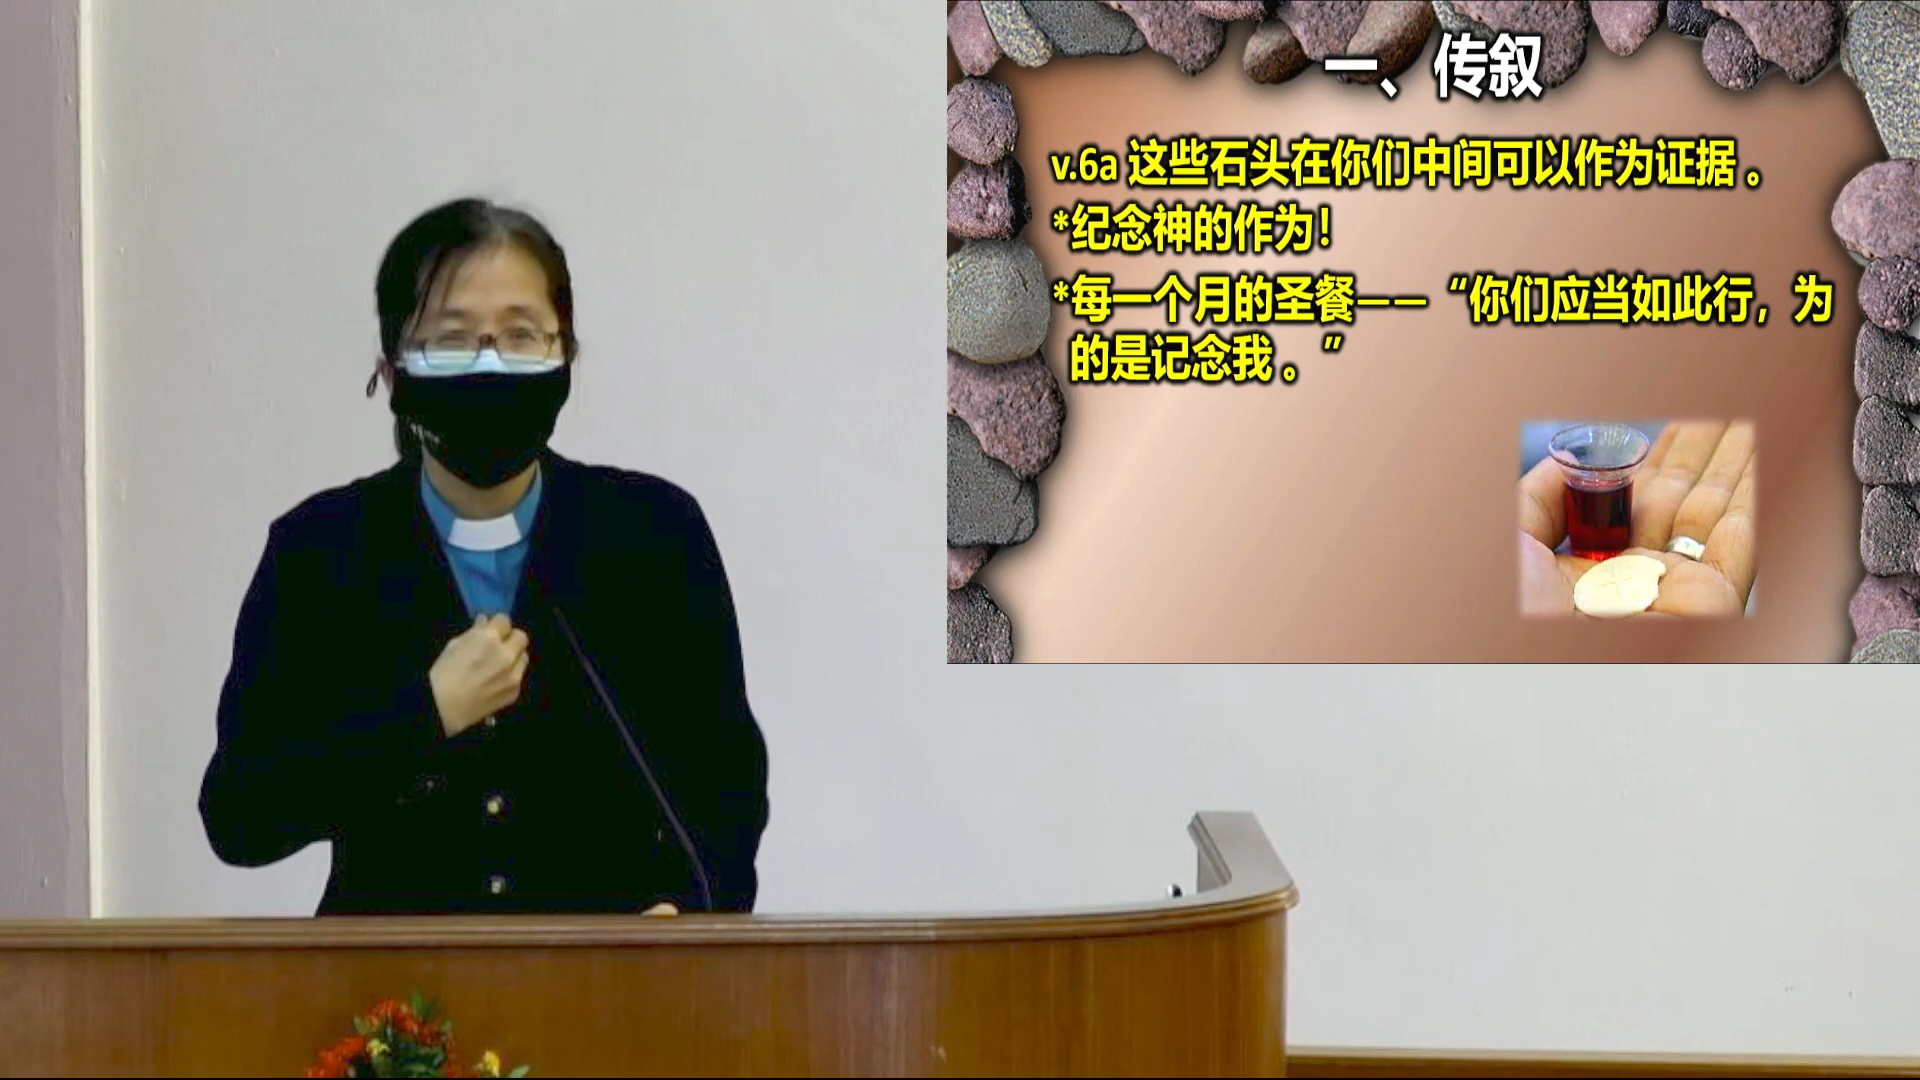 一、传叙
v.6a 这些石头在你们中间可以作为证据。
*纪念神的作为！
*每一个月的圣餐——“你们应当如此行，为
的是记念我。”